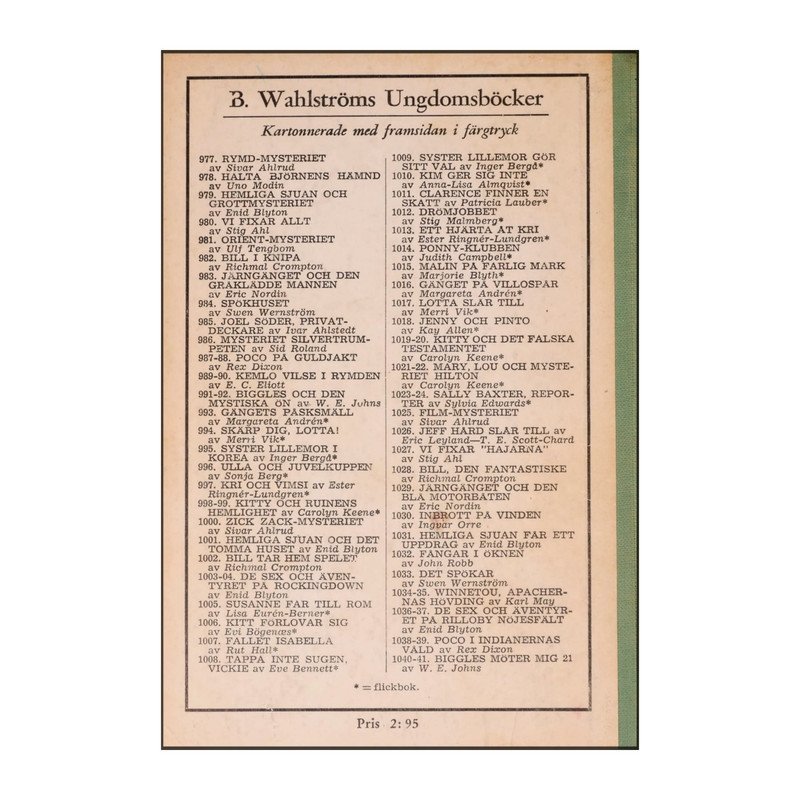 B. Wahlströms Ungdomsböcker
Kartonnerade med framsidan i färgtryck
977. RYMD-MYSTERIET
av Sivar Ahlrud
978. HALTA BJÖRNENS HÄMND
av Uno Modin
979. HEMLIGA SJUAN OCH
GROTTMYSTERIET
av Enid Blyton
980. VI FIXAR ALLT
av Stig Ahl
981. ORIENT-MYSTERIET
av Ulf Tengbom
982. BILL I KNIPA
av Richmal Crompton
983. JÄRNGÄNGET OCH DEN
GRÅKLÄDDE MANNEN
av Eric Nordin
984. SPÖKHUSET
av Swen Wernström
985. JOEL SÖDER, PRIVAT-
DECKARE av Ivar Ahlstedt
986. MYSTERIET SILVERTRUM-
PETEN av Sid Roland
987-88. POCO PÅ GULDJAKT
av Rex Dixon
989-90. KEMLO VILSE I RYMDEN
av E. C. Eliott
991-92. BIGGLES OCH DEN
MYSTISKA ÖN av W. E. Johns
993. GÄNGETS PÅSKSMÄLL
av Margareta Andrén*
994. SKÄRP DIG, LOTTA!
av Merri Vik*
995. SYSTER LILLEMOR I
KOREA av Inger Bergå*
996. ULLA OCH JUVELKUPPEN
av Sonja Berg*
997. KRI OCH VIMSI av Ester
Ringnér-Lundgren*
998-99. KITTY OCH RUINENS
HEMLIGHET av Carolyn Keene*
1000. ZICK ZACK-MYSTERIET
av Sivar Ahlrud
1001. HEMLIGA SJUAN OCH DET
TOMMA HUSET av Enid Blyton
1002. BILL TAR HEM SPELET
av Richmal Crompton
1003-04. DE SEX OCH ÄVEN-
TYRET PÅ ROCKINGDOWN
av Enid Blyton
1005. SUSANNE FAR TILL ROM
av Lisa Eurén-Berner*
1006. KITT FÖRLOVAR SIG
av Evi Bögenæs*
1007. FALLET ISABELLA
av Rut Hall*
1008. TAPPA INTE SUGEN,
VICKIE av Eve Bennett*
1009. SYSTER LILLEMOR GÖR
SITT VAL av Inger Bergå*
1010. KIM GER SIG INTE
av Anna-Lisa Almqvist*
1011. CLARENCE FINNER EN
SKATT av Patricia Lauber*
1012. DRÖMJOBBET
av Stig Malmberg*
1013. ETT HJÄRTA ÅT KRI
av Ester Ringnér-Lundgren*
1014. PONNY-KLUBBEN
av Judith Campbell*
1015. MALIN PÅ FARLIG MARK
av Marjorie Blyth*
1016. GÄNGET PÅ VILLOSPÅR
av Margareta Andrén*
1017. LOTTA SLÅR TILL
av Merri Vik*
1018. JENNY OCH PINTO
av Kay Allen*
1019-20. KITTY OCH DET FALSKA
TESTAMENTET
av Carolyn Keene*
1021-22. MARY, LOU OCH MYSTE-
RIET HILTON
av Carolyn Keene*
1023-24. SALLY BAXTER, REPOR-
TER av Sylvia Edwards*
1025. FILM-MYSTERIET
av Sivar Ahlrud
1026. JEFF HARD SLÅR TILL av
Eric Leyland—T. E. Scott-Chard
1027. VI FIXAR "HAJARNA"
av Stig Ahl
1028. BILL, DEN FANTASTISKE
av Richmal Crompton
1029. JÄRNGÄNGET OCH DEN
BLÅ MOTORBÅTEN
av Eric Nordin
1030. INBROTT PÅ VINDEN
av Ingvar Orre
1031. HEMLIGA SJUAN FÅR ETT
UPPDRAG av Enid Blyton
1032. FÅNGAR I ÖKNEN
av John Robb
1033. DET SPÖKAR
av Swen Wernström
1034-35. WINNETOU, APACHER-
NAS HÖVDING av Karl May
1036-37. DE SEX OCH ÄVENTYR-
ET PÅ RILLOBY NÖJESFÄLT
av Enid Blyton
1038-39. POCO I INDIANERNAS
VÅLD av Rex Dixon
1040-41. BIGGLES MÖTER MIG 21
av W. E. Johns
* = flickbok.
Pris 2: 95